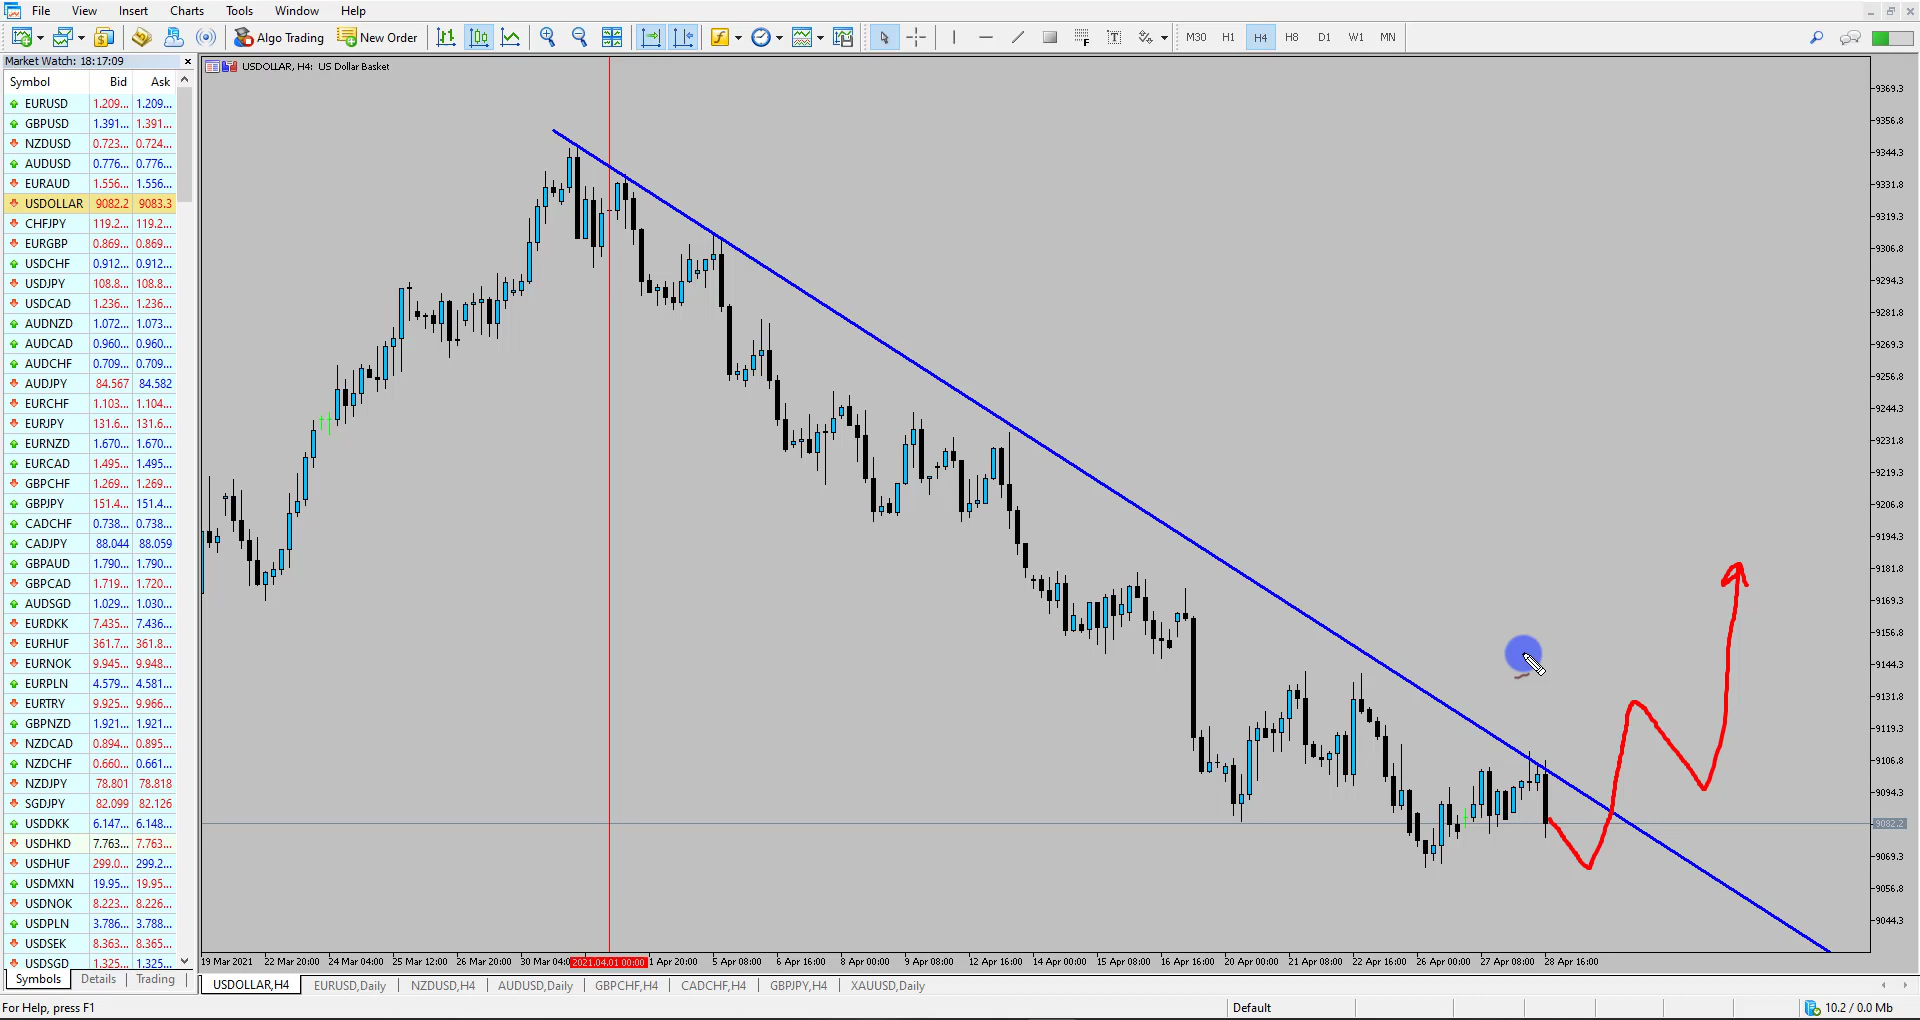 File View Insert Charts Tools Window Help
Algo Trading New Order M30 H1 H4 H8 D1 W1 MN
Market Watch: 18:17:09
Symbol Bid Ask
EURUSD 1.209... 1.209...
GBPUSD 1.391... 1.391...
NZDUSD 0.723... 0.724...
AUDUSD 0.776... 0.776...
EURAUD 1.556... 1.556...
USDOLLAR 9082.2 9083.3
CHFJPY 119.2... 119.2...
EURGBP 0.869... 0.869...
USDCHF 0.912... 0.912...
USDJPY 108.8... 108.8...
USDCAD 1.236... 1.236...
AUDNZD 1.072... 1.073...
AUDCAD 0.960... 0.960...
AUDCHF 0.709... 0.709...
AUDJPY 84.567 84.582
EURCHF 1.103... 1.104...
EURJPY 131.6... 131.6...
EURNZD 1.670... 1.670...
EURCAD 1.495... 1.495...
GBPCHF 1.269... 1.269...
GBPJPY 151.4... 151.4...
CADCHF 0.738... 0.738...
CADJPY 88.044 88.059
GBPAUD 1.790... 1.790...
GBPCAD 1.719... 1.720...
AUDSGD 1.029... 1.030...
EURDKK 7.435... 7.436...
EURHUF 361.7... 361.8...
EURNOK 9.945... 9.948...
EURPLN 4.579... 4.581...
EURTRY 9.925... 9.966...
GBPNZD 1.921... 1.921...
NZDCAD 0.894... 0.895...
NZDCHF 0.660... 0.661...
NZDJPY 78.801 78.818
SGDJPY 82.099 82.126
USDDKK 6.147... 6.148...
USDHKD 7.763... 7.763...
USDHUF 299.0... 299.2...
USDMXN 19.95... 19.95...
USDNOK 8.223... 8.226...
USDPLN 3.786... 3.788...
USDSEK 8.363... 8.365...
USDSGD 1.325... 1.325...
Symbols Details Trading
USDOLLAR, H4: US Dollar Basket
9369.3
9356.8
9344.3
9331.8
9319.3
9306.8
9294.3
9281.8
9269.3
9256.8
9244.3
9231.8
9219.3
9206.8
9194.3
9181.8
9169.3
9156.8
9144.3
9131.8
9119.3
9106.8
9094.3
9082.2
9069.3
9056.8
9044.3
19 Mar 2021 22 Mar 20:00 24 Mar 04:00 25 Mar 12:00 26 Mar 20:00 30 Mar 04:0 2021.04.01 00:00 1 Apr 20:00 5 Apr 08:00 6 Apr 16:00 8 Apr 00:00 9 Apr 08:00 12 Apr 16:00 14 Apr 00:00 15 Apr 08:00 16 Apr 16:00 20 Apr 00:00 21 Apr 08:00 22 Apr 16:00 26 Apr 00:00 27 Apr 08:00 28 Apr 16:00
USDOLLAR,H4 EURUSD,Daily NZDUSD,H4 AUDUSD,Daily GBPCHF,H4 CADCHF,H4 GBPJPY,H4 XAUUSD,Daily
For Help, press F1 Default 10.2 / 0.0 Mb